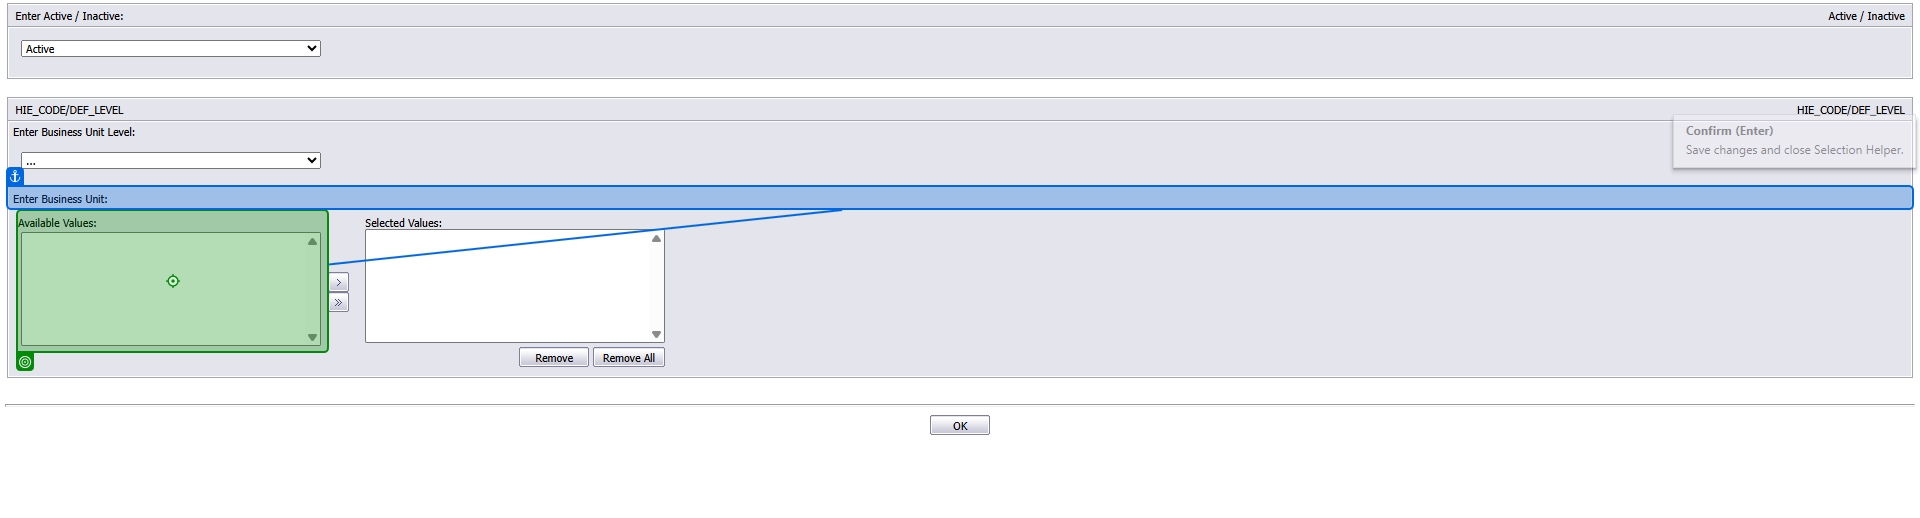 Enter Active / Inactive: Active / Inactive
Active
HIE_CODE/DEF_LEVEL HIE_CODE/DEF_LEVEL
Enter Business Unit Level:
Confirm (Enter)
Save changes and close Selection Helper.
...
Enter Business Unit:
Available Values: Selected Values:
>
»
Remove Remove All
OK